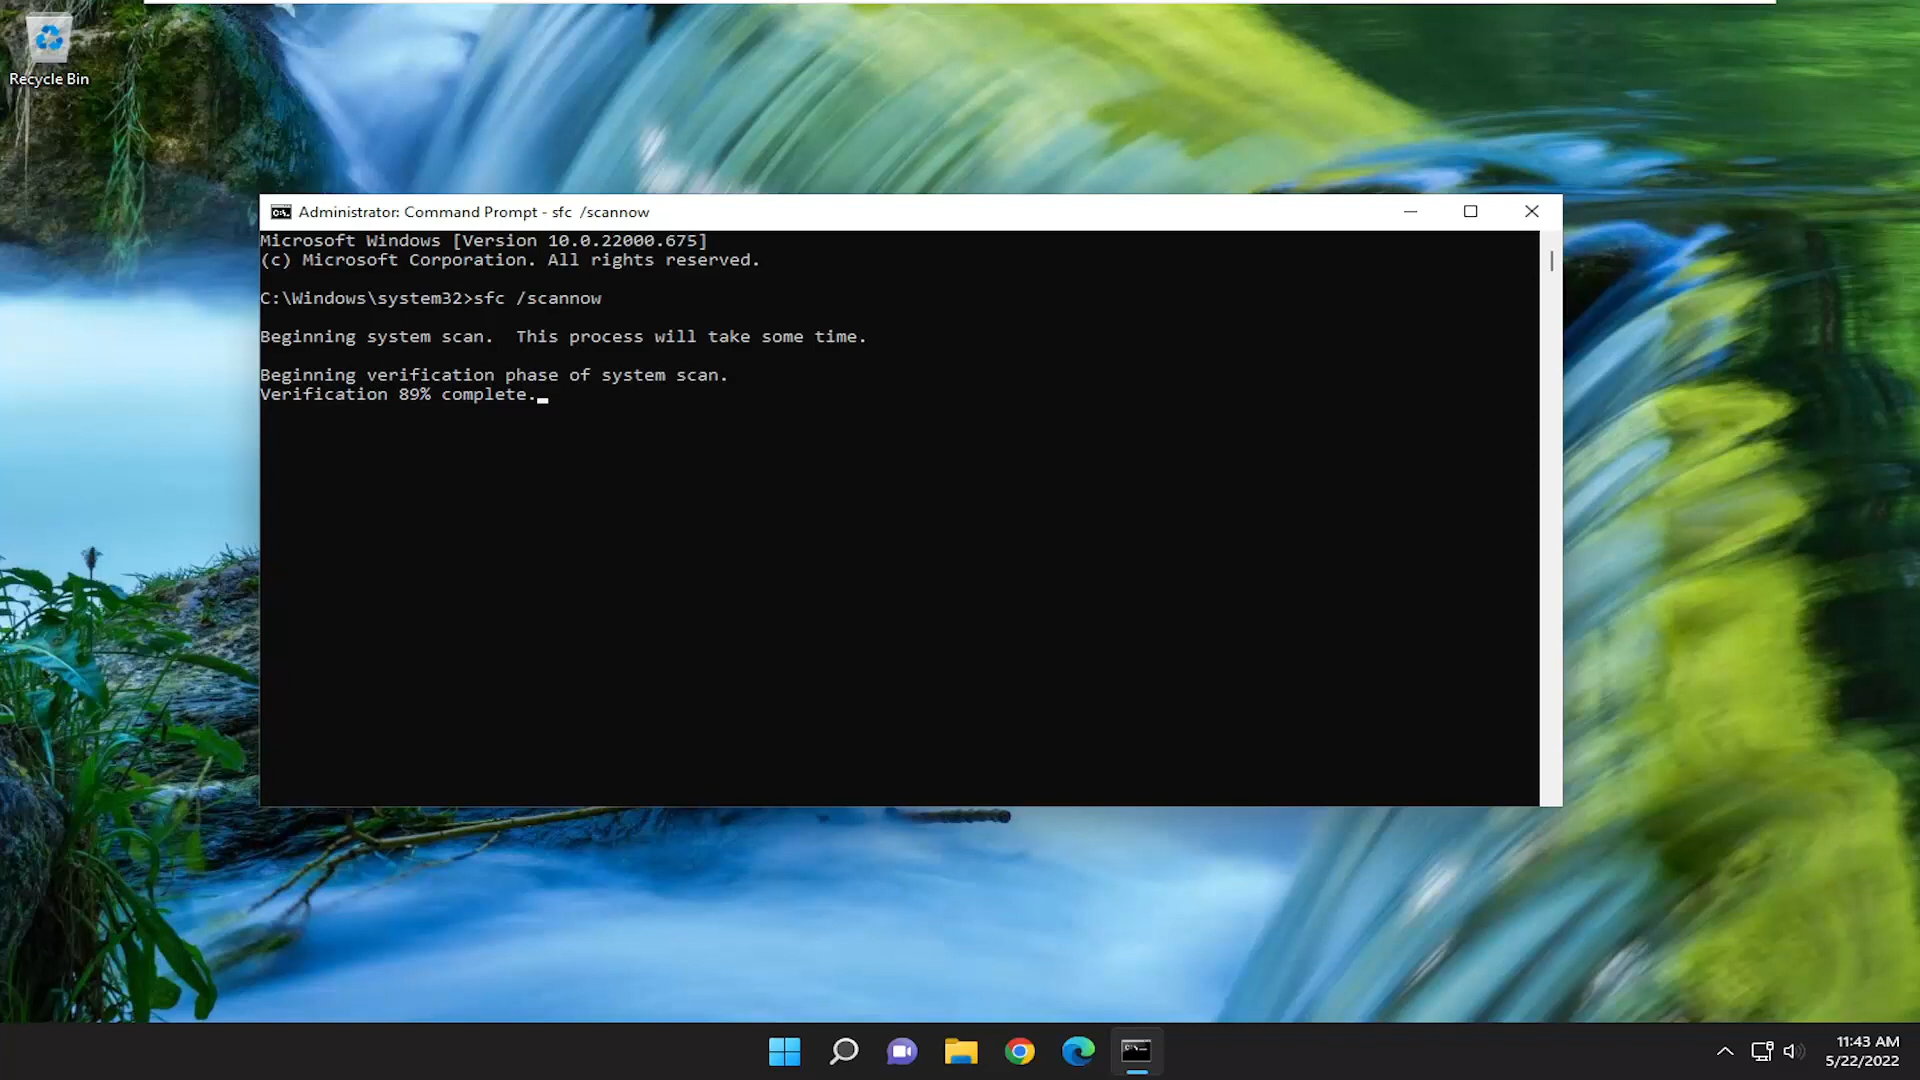 Recycle Bin
Administrator: Command Prompt - sfc  /scannow
Microsoft Windows [Version 10.0.22000.675]
(c) Microsoft Corporation. All rights reserved.
C:\Windows\system32>sfc /scannow
Beginning system scan.  This process will take some time.
Beginning verification phase of system scan.
Verification 89% complete.
11:43 AM
5/22/2022